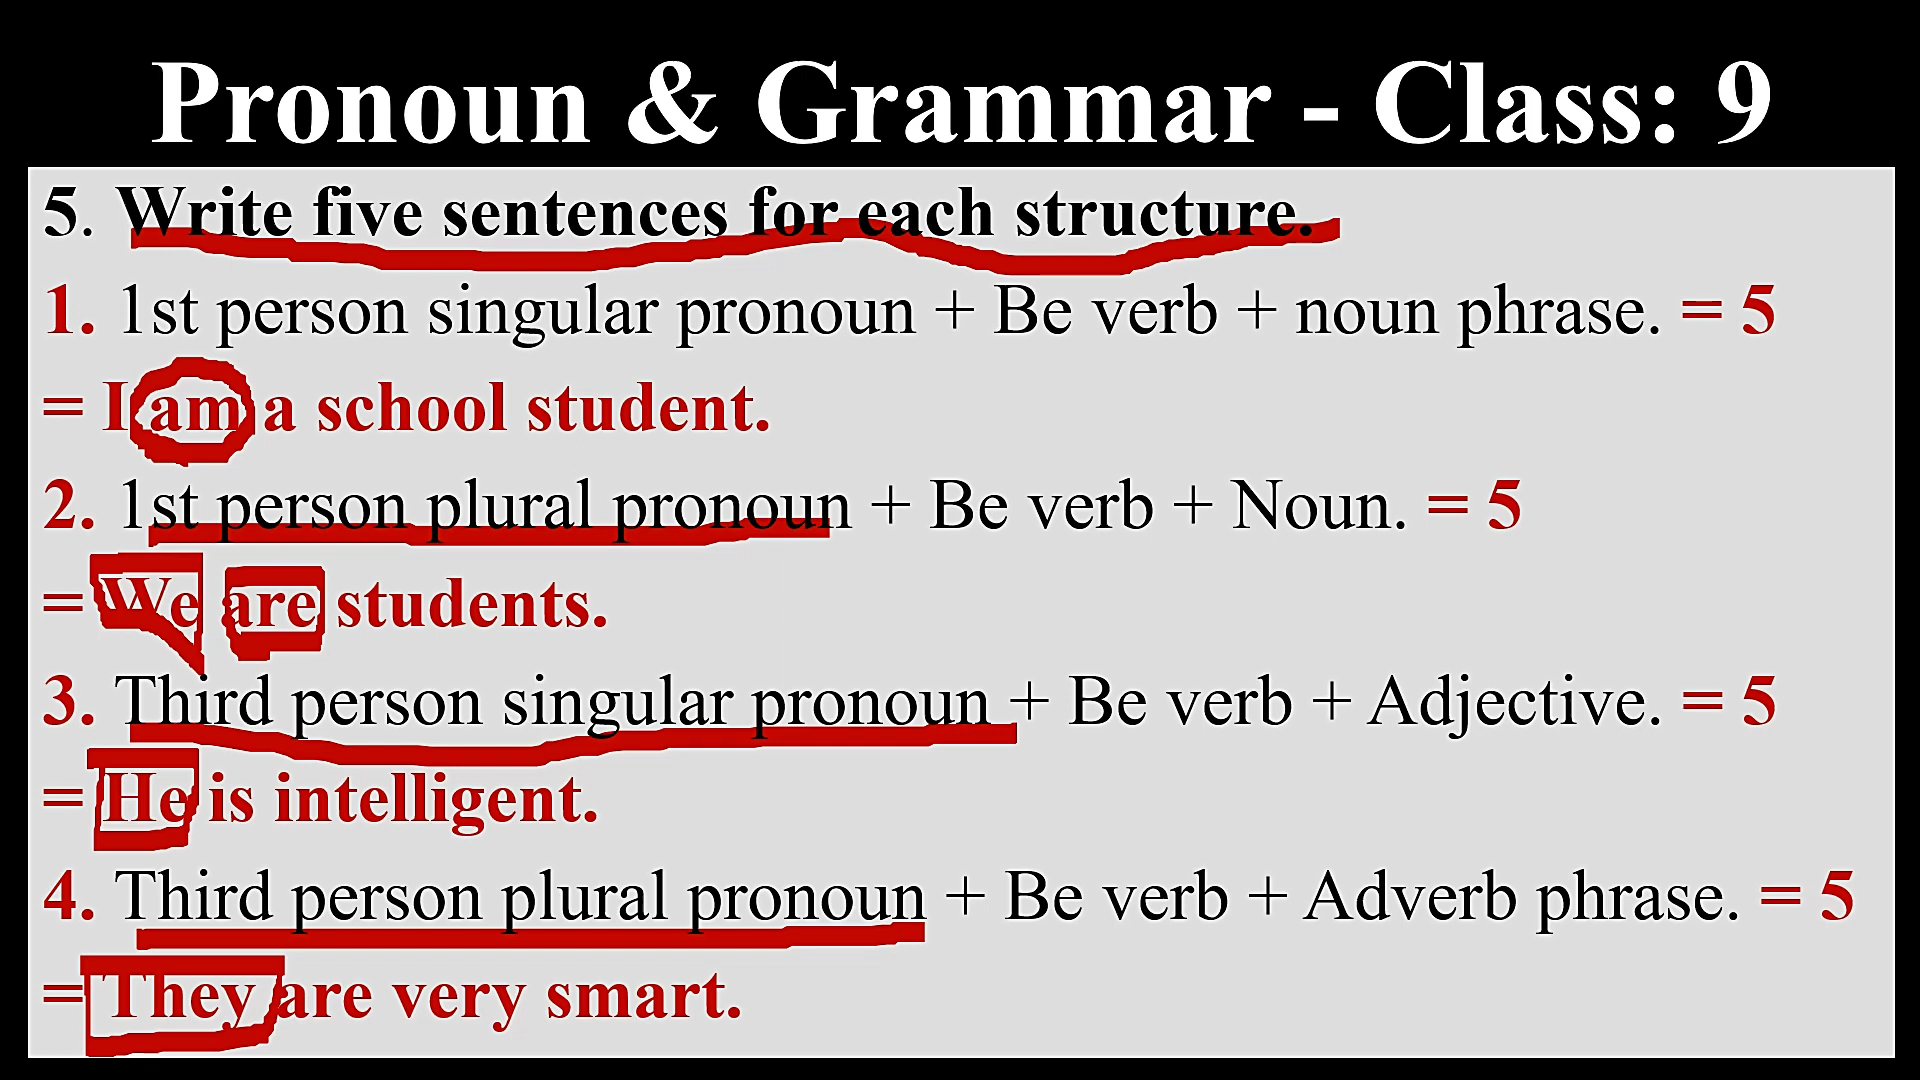 Pronoun & Grammar - Class: 9
5. Write five sentences for each structure.
1. 1st person singular pronoun + Be verb + noun phrase. = 5
= I am a school student.
2. 1st person plural pronoun + Be verb + Noun. = 5
= We are students.
3. Third person singular pronoun + Be verb + Adjective. = 5
= He is intelligent.
4. Third person plural pronoun + Be verb + Adverb phrase. = 5
= They are very smart.